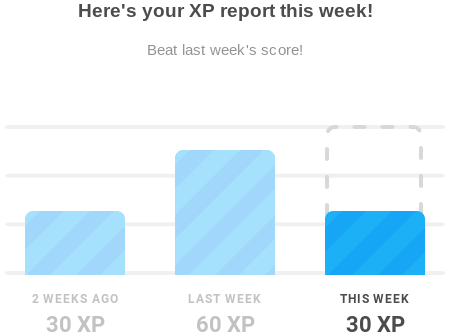 Here's your XP report this week!
Beat last week's score!
2 WEEKS AGO LAST WEEK THIS WEEK
30 XP 60 XP 30 XP